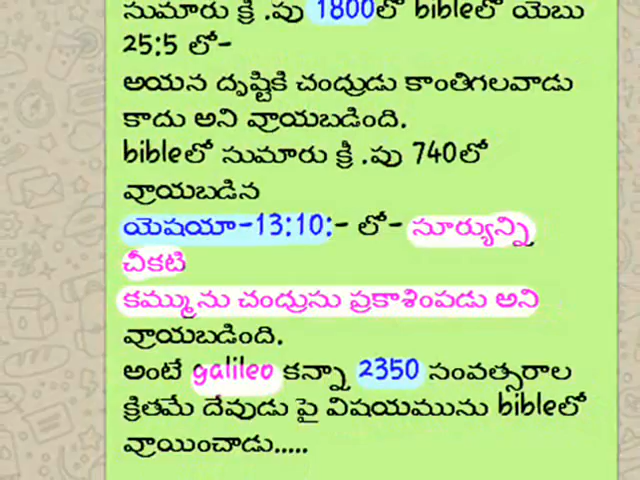 సుమారు క్రీ .పు 1800లో bibleలో యెబు
25:5 లో-
అయన దృష్టికి చంద్రుడు కాంతిగలవాడు
కాదు అని వ్రాయబడింది.
bibleలో సుమారు క్రీ .పు 740లో
వ్రాయబడిన
యెషయా-13:10:- లో- సూర్యున్ని
చీకటి
కమ్మును చంద్రుసు ప్రకాశింపడు అని
వ్రాయబడింది.
అంటే galileo కన్నా 2350 సంవత్సరాల
క్రితమే దేవుడు పై విషయమును bibleలో
వ్రాయించాడు.....